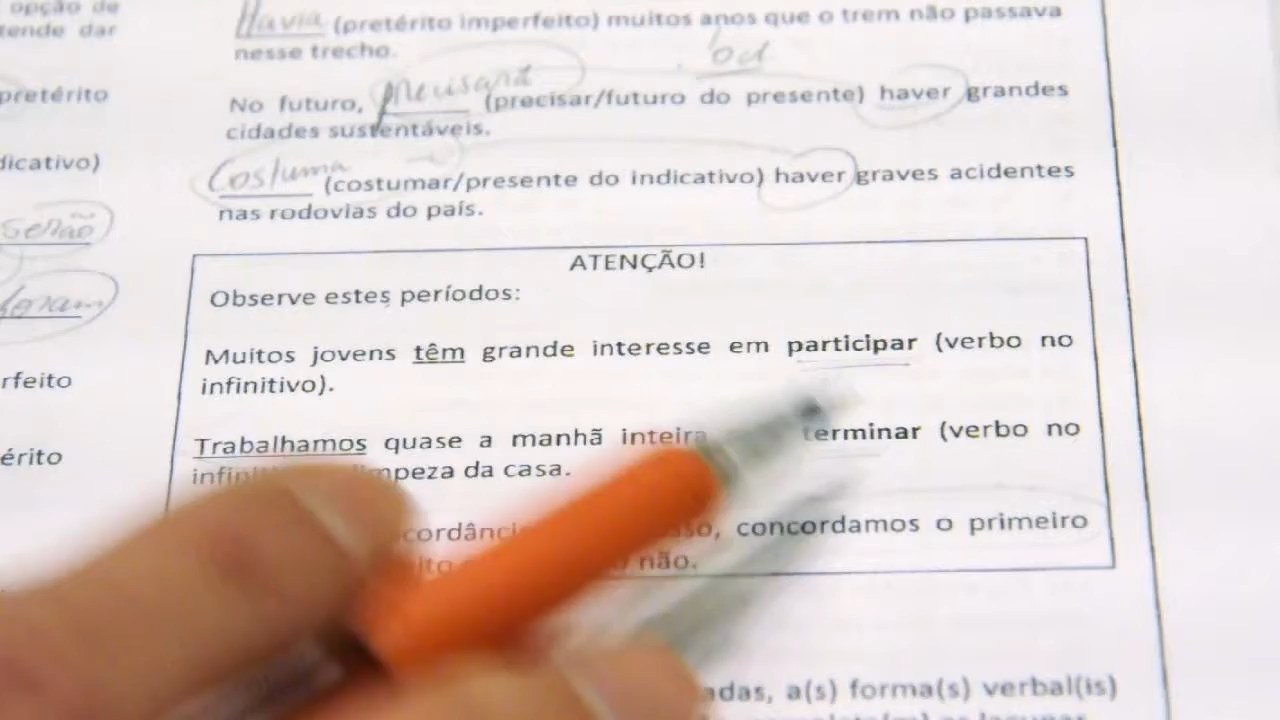 opção de
tende dar
pretérito
dicativo)
serão
foram
rfeito
érito
Havia (pretérito imperfeito) muitos anos que o trem não passava
nesse trecho.
No futuro, precisará (precisar/futuro do presente) haver grandes
cidades sustentáveis.
Costuma (costumar/presente do indicativo) haver graves acidentes
nas rodovias do país.
ATENÇÃO!
Observe estes períodos:
Muitos jovens têm grande interesse em participar (verbo no
infinitivo).
Trabalhamos quase a manhã inteira terminar (verbo no
limpeza da casa.
concordamos o primeiro
não.
adas, a(s) forma(s) verbal(is)